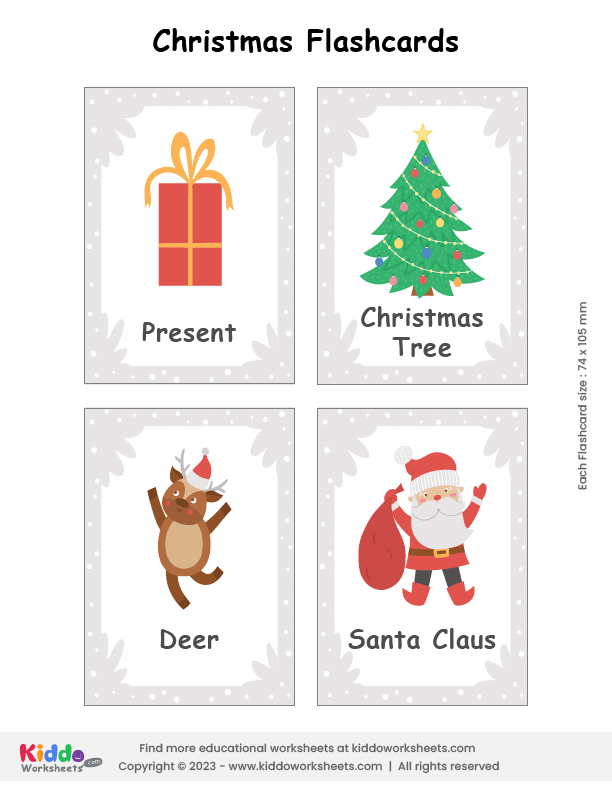 Christmas Flashcards
Present
Christmas
Tree
Deer
Santa Claus
Each Flashcard size : 74 x 105 mm
Kiddo
Worksheets
.com
Find more educational worksheets at kiddoworksheets.com
Copyright © 2023 - www.kiddoworksheets.com | All rights reserved